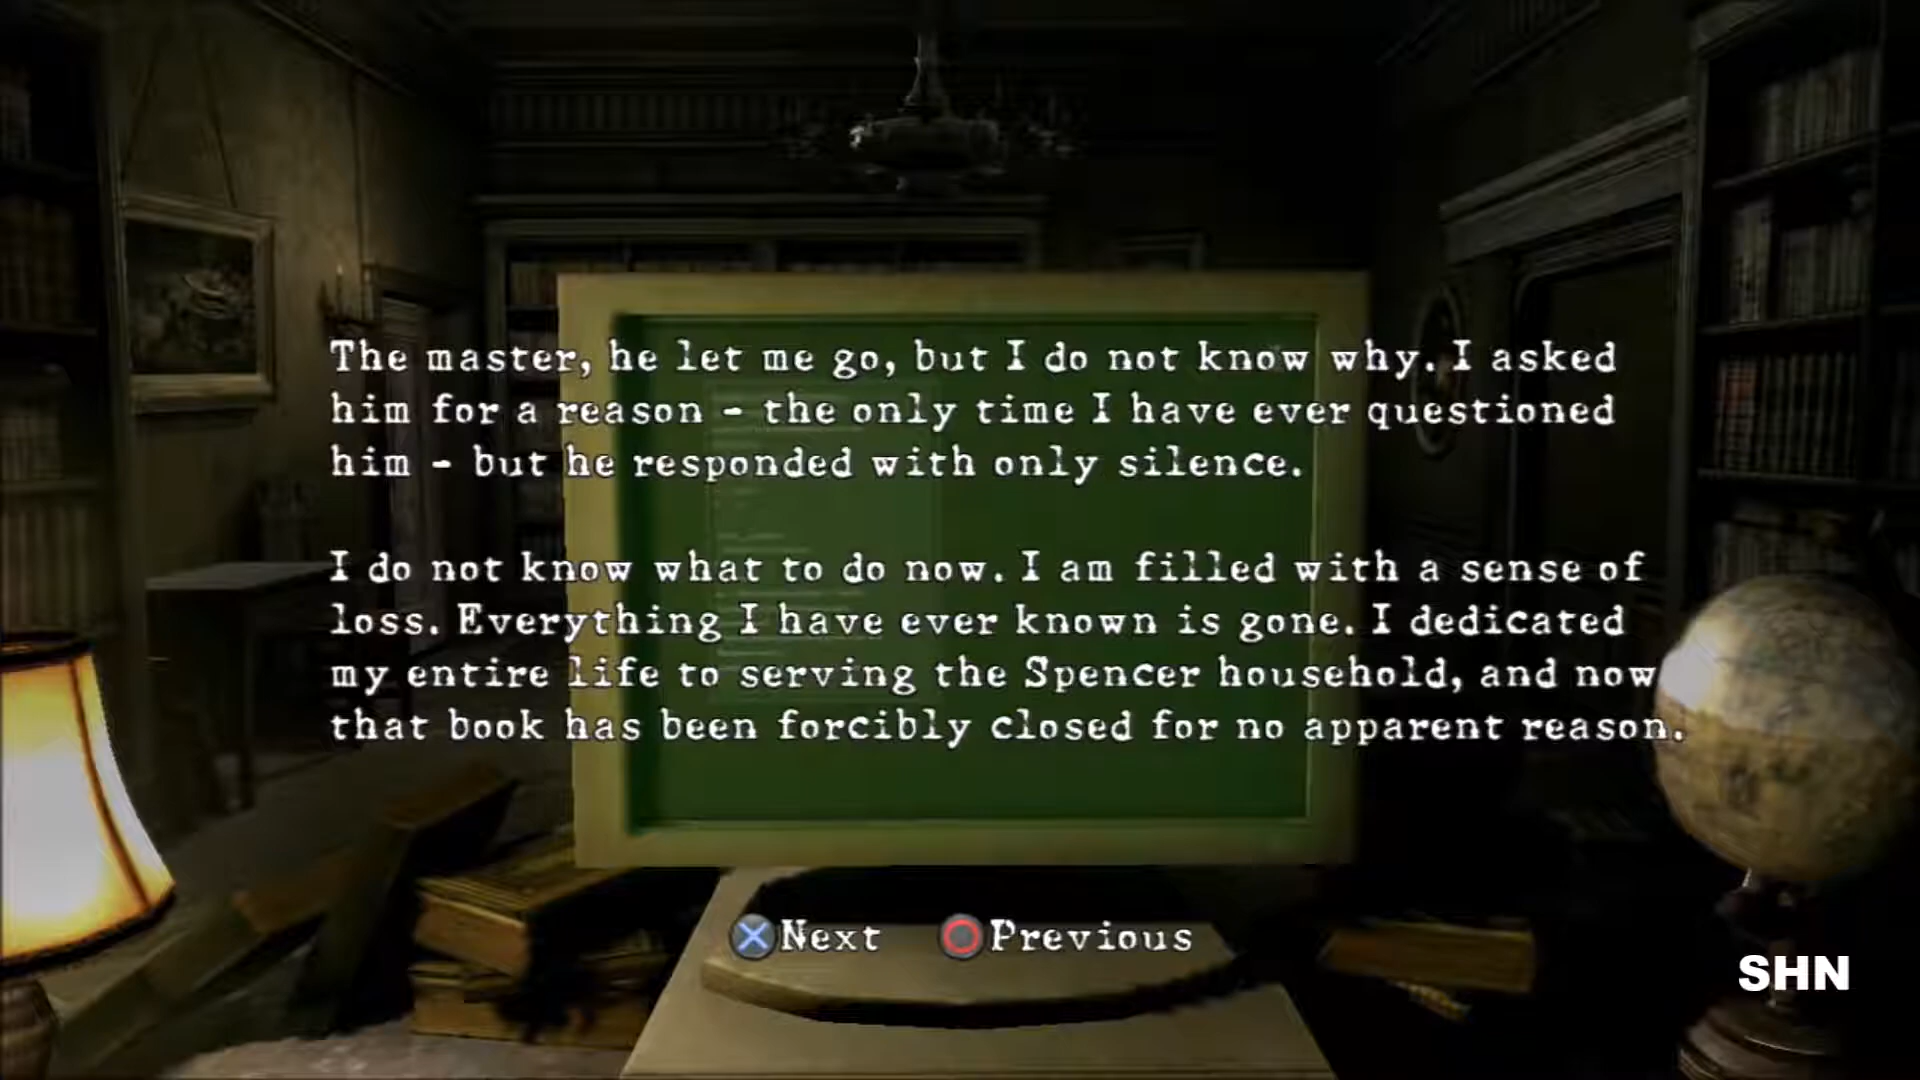 The master, he let me go, but I do not know why. I asked
him for a reason - the only time I have ever questioned
him - but he responded with only silence.
I do not know what to do now. I am filled with a sense of
loss. Everything I have ever known is gone. I dedicated
my entire life to serving the Spencer household, and now
that book has been forcibly closed for no apparent reason.
Next Previous
SHN